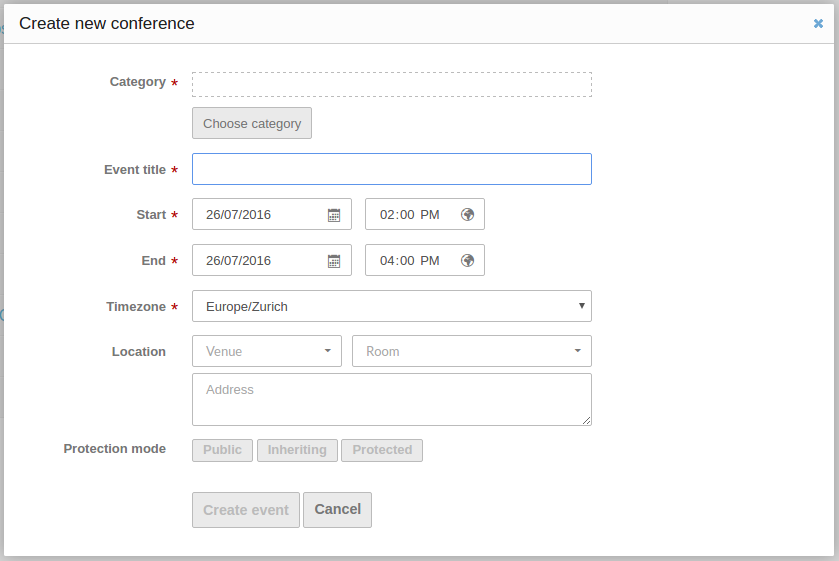 Create new conference
Category *
Choose category
Event title *
Start * 26/07/2016 02:00 PM
End * 26/07/2016 04:00 PM
Timezone * Europe/Zurich
Location Venue Room
Address
Protection mode Public Inheriting Protected
Create event Cancel